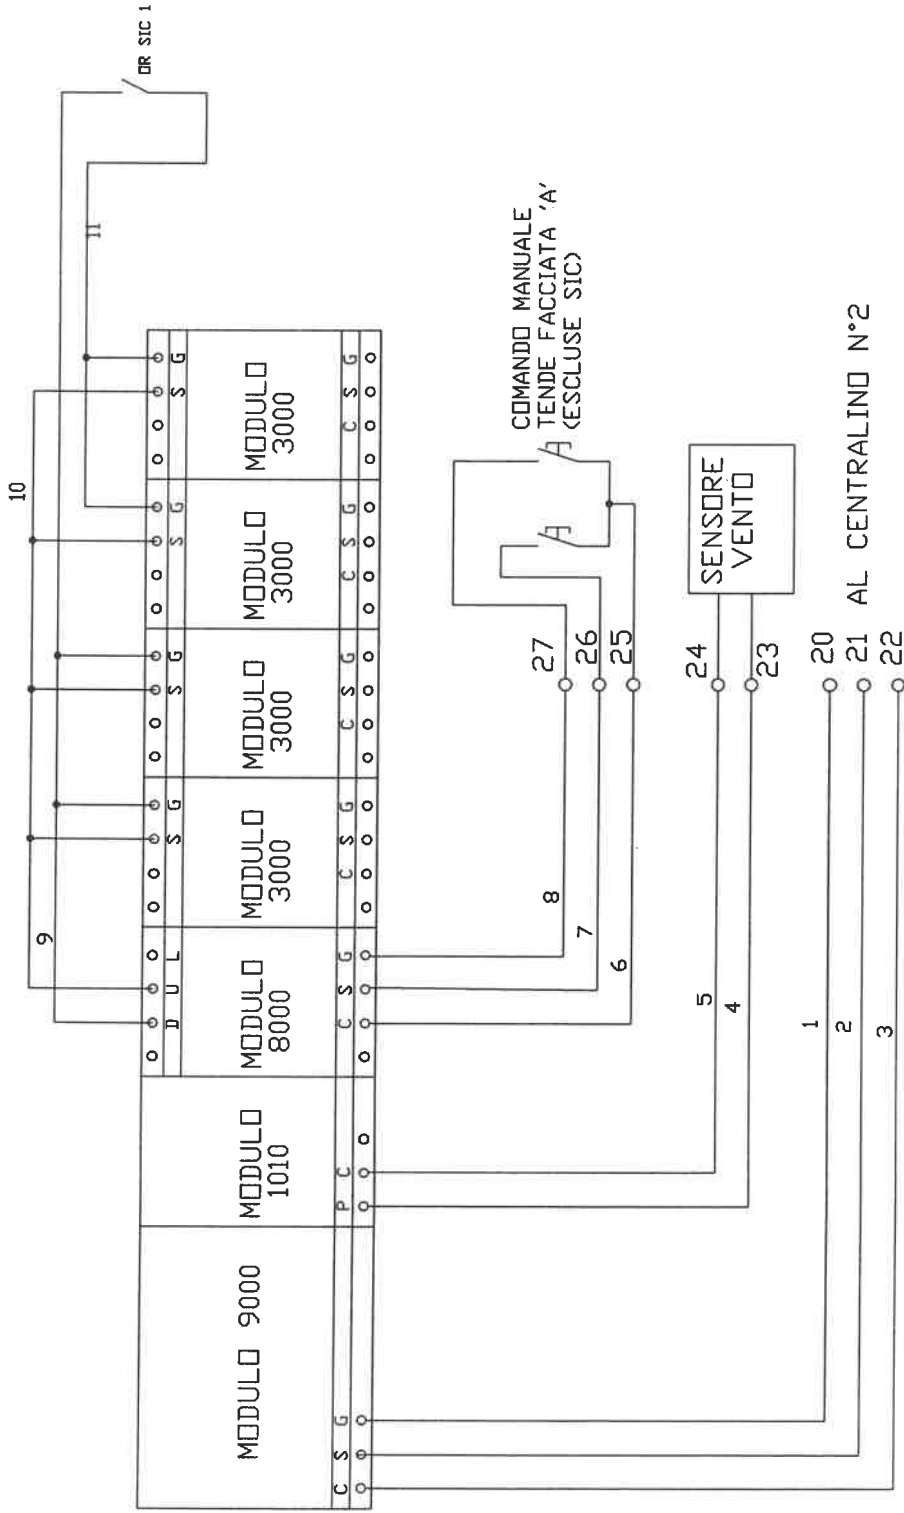 OR SIC 1
11
10
9
G
S
G
S
G
S
G
S
L
U
D
MODULO
3000
MODULO
3000
MODULO
3000
MODULO
3000
MODULO
8000
MODULO
1010
MODULO 9000
G
S
C
G
S
C
G
S
C
G
S
C
G
S
C
C
P
G
S
C
COMANDO MANUALE
TENDE FACCIATA 'A'
(ESCLUSE SIC)
27
26
25
8
7
6
SENSORE
VENTO
24
23
5
4
20
21 AL CENTRALINO N°2
22
1
2
3